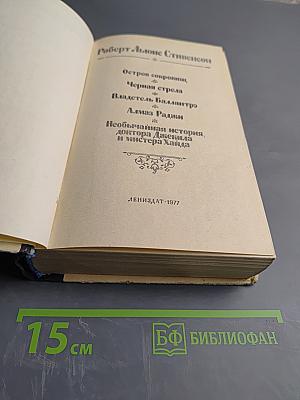 Роберт Льюис Стивенсон
Остров сокровищ
Черная стрела
Владетель Баллантрэ
Алмаз Раджи
Необычайная история
доктора Джекила
и мистера Хайда
ЛЕНИЗДАТ·1977
15 см
БФ БИБЛИОФАН